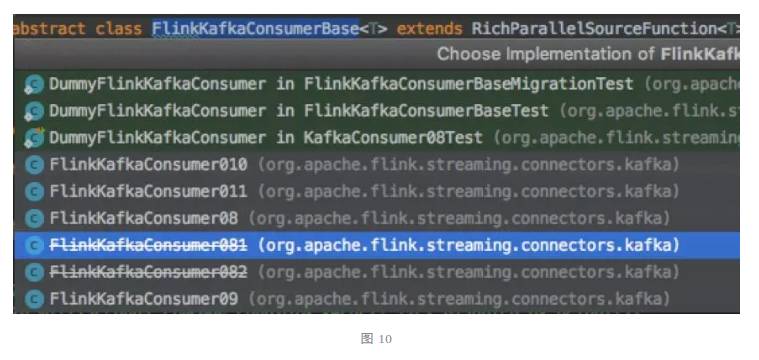 abstract class FlinkKafkaConsumerBase<T> extends RichParallelSourceFunction<T>
Choose Implementation of FlinkKafk
DummyFlinkKafkaConsumer in FlinkKafkaConsumerBaseMigrationTest (org.apache
DummyFlinkKafkaConsumer in FlinkKafkaConsumerBaseTest (org.apache.flink.s
DummyFlinkKafkaConsumer in KafkaConsumer08Test (org.apache.flink.streaming
FlinkKafkaConsumer010 (org.apache.flink.streaming.connectors.kafka)
FlinkKafkaConsumer011 (org.apache.flink.streaming.connectors.kafka)
FlinkKafkaConsumer08 (org.apache.flink.streaming.connectors.kafka)
FlinkKafkaConsumer081 (org.apache.flink.streaming.connectors.kafka)
FlinkKafkaConsumer082 (org.apache.flink.streaming.connectors.kafka)
FlinkKafkaConsumer09 (org.apache.flink.streaming.connectors.kafka)
图 10